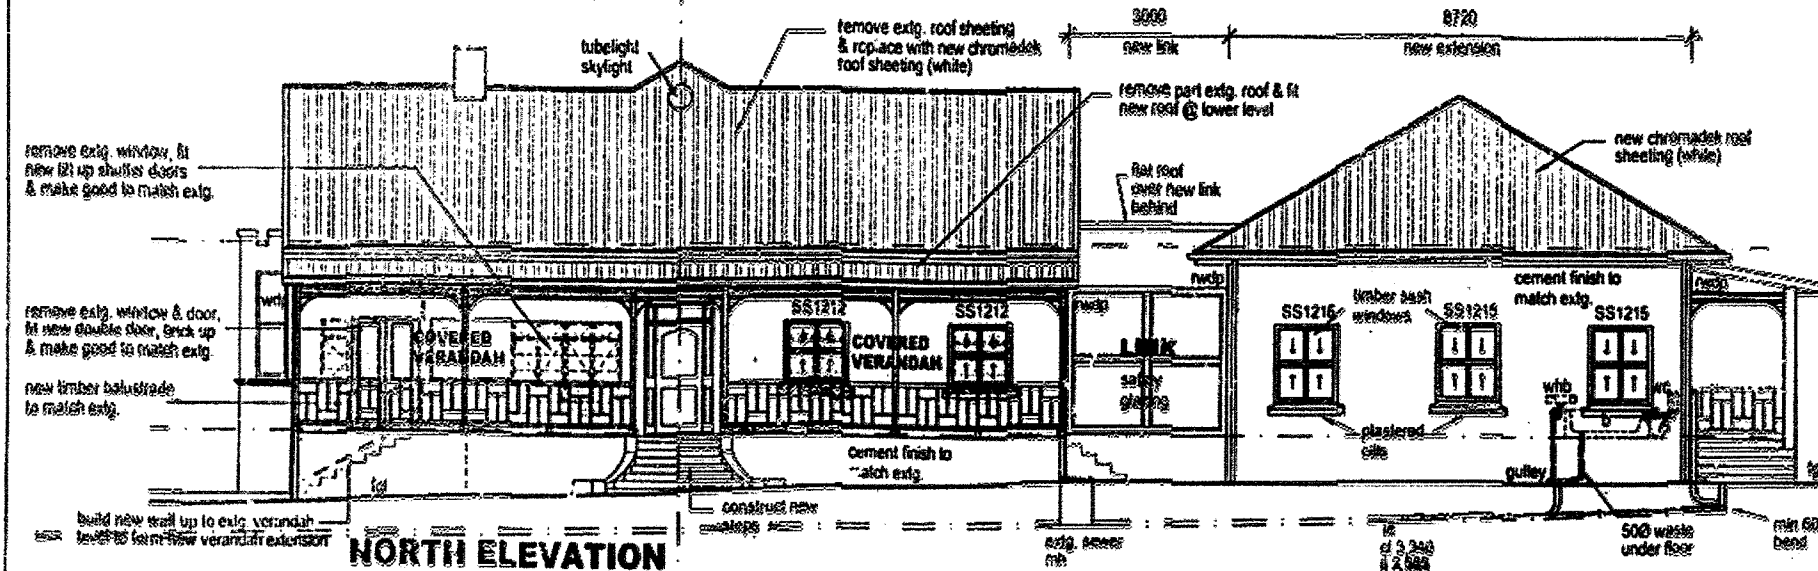 tubelight
skylight
remove extg. roof sheeting
& replace with new chromadek
roof sheeting (white)
3000
new link
8720
new extension
remove part extg. roof & fit
new roof @ lower level
new chromadek roof
sheeting (white)
remove extg. window, fit
new lift up shutter doors
& make good to match extg.
flat roof
over new link
behind
rwdp
rwdp
rwdp
rwdp
cement finish to
match extg.
remove extg. window & door,
fit new double door, brick up
& make good to match extg.
COVERED
VERANDAH
SS1212
COVERED
VERANDAH
SS1212
LINK
safety
glazing
SS1215
timber sash
windows
SS1215
SS1215
new timber balustrade
to match extg.
whb
wc
b
plastered
cills
gulley
cement finish to
match extg.
fgl
construct new
steps
build new wall up to extg. verandah
level to form new verandah extension
NORTH ELEVATION
extg. sewer
mh
500 waste
under floor
bend